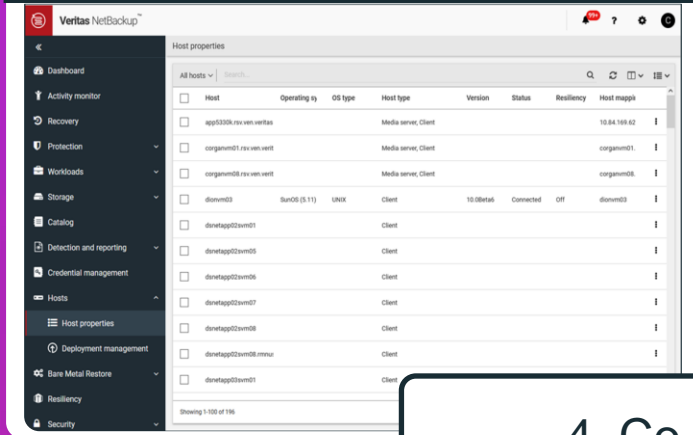 Veritas NetBackup™
99+ ? C
«
Host properties
Dashboard
Activity monitor
Recovery
Protection
Workloads
Storage
Catalog
Detection and reporting
Credential management
Hosts
Host properties
Deployment management
Bare Metal Restore
Resiliency
Security
All hosts Search...
Host Operating sy OS type Host type Version Status Resiliency Host mappin
app5330k.rsv.ven.veritas Media server, Client 10.84.169.62
corganvm01.rsv.ven.verit Media server, Client corganvm01.
corganvm08.rsv.ven.verit Media server, Client corganvm08.
dionvm03 SunOS (5.11) UNIX Client 10.0Beta6 Connected Off dionvm03
dsnetapp02svm01 Client
dsnetapp02svm05 Client
dsnetapp02svm06 Client
dsnetapp02svm07 Client
dsnetapp02svm08 Client
dsnetapp02svm08.rmnu Client
dsnetapp03svm01 Client
Showing 1-100 of 196
4. Co